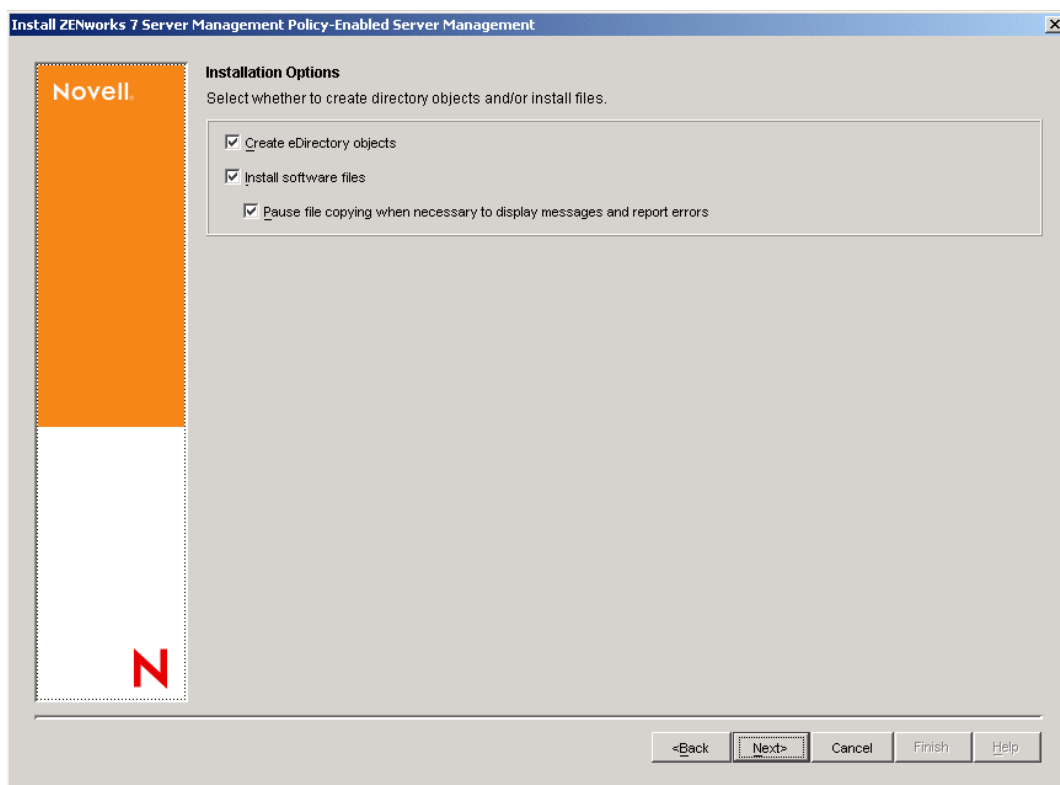 Install ZENworks 7 Server Management Policy-Enabled Server Management
Novell.
Installation Options
Select whether to create directory objects and/or install files.
Create eDirectory objects
Install software files
Pause file copying when necessary to display messages and report errors
N
<Back
Next>
Cancel
Finish
Help